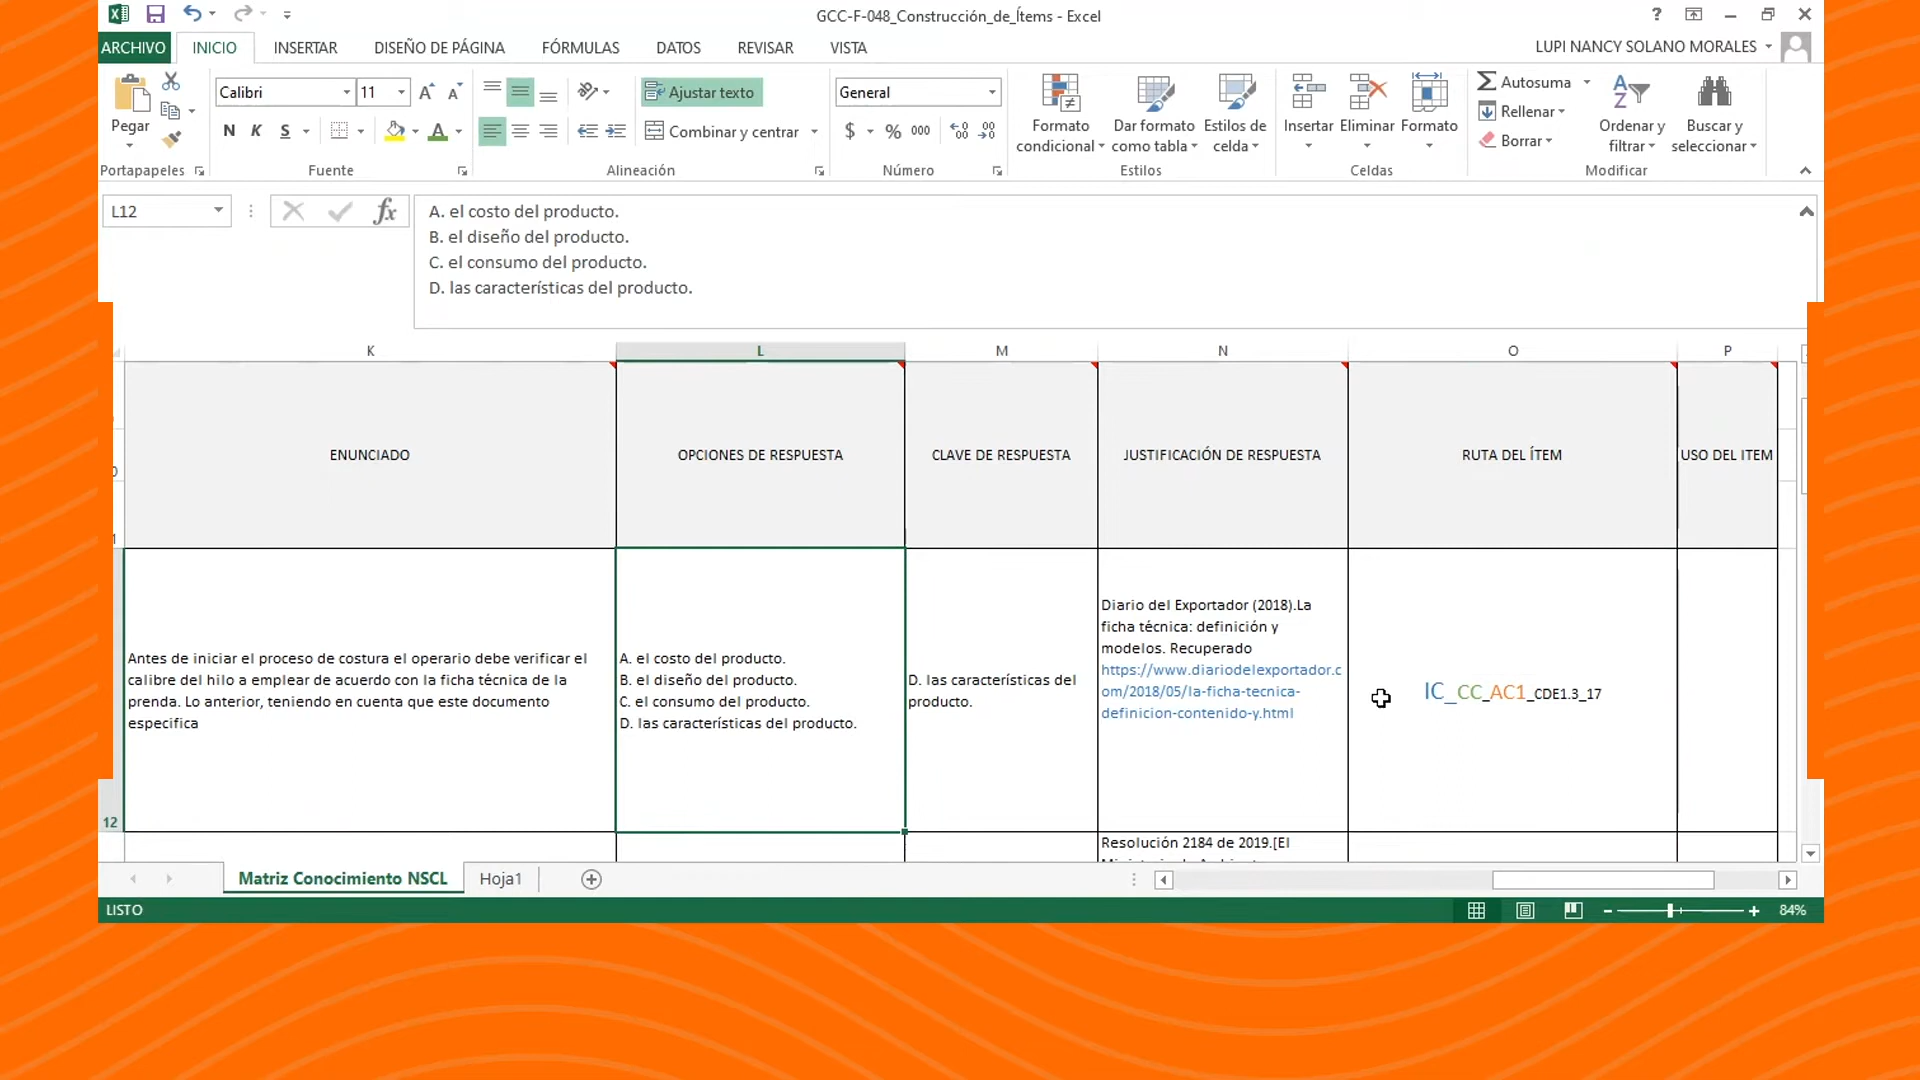 GCC-F-048_Construcción_de_Ítems - Excel
ARCHIVO INICIO INSERTAR DISEÑO DE PÁGINA FÓRMULAS DATOS REVISAR VISTA LUPI NANCY SOLANO MORALES
Pegar
Portapapeles
Calibri 11
N K S
Fuente
Ajustar texto
Combinar y centrar
Alineación
General
$ % 000
Número
Formato condicional
Dar formato como tabla
Estilos de celda
Estilos
Insertar Eliminar Formato
Celdas
Autosuma
Rellenar
Borrar
Ordenar y filtrar
Buscar y seleccionar
Modificar
L12 fx
A. el costo del producto.
B. el diseño del producto.
C. el consumo del producto.
D. las características del producto.
K L M N O P
ENUNCIADO OPCIONES DE RESPUESTA CLAVE DE RESPUESTA JUSTIFICACIÓN DE RESPUESTA RUTA DEL ÍTEM USO DEL ITEM
12
Antes de iniciar el proceso de costura el operario debe verificar el
calibre del hilo a emplear de acuerdo con la ficha técnica de la
prenda. Lo anterior, teniendo en cuenta que este documento
especifica
A. el costo del producto.
B. el diseño del producto.
C. el consumo del producto.
D. las características del producto.
D. las características del
producto.
Diario del Exportador (2018).La
ficha técnica: definición y
modelos. Recuperado
https://www.diariodelexportador.c
om/2018/05/la-ficha-tecnica-
definicion-contenido-y.html
IC_CC_AC1_CDE1.3_17
Resolución 2184 de 2019.[El
Matriz Conocimiento NSCL Hoja1
LISTO 84%